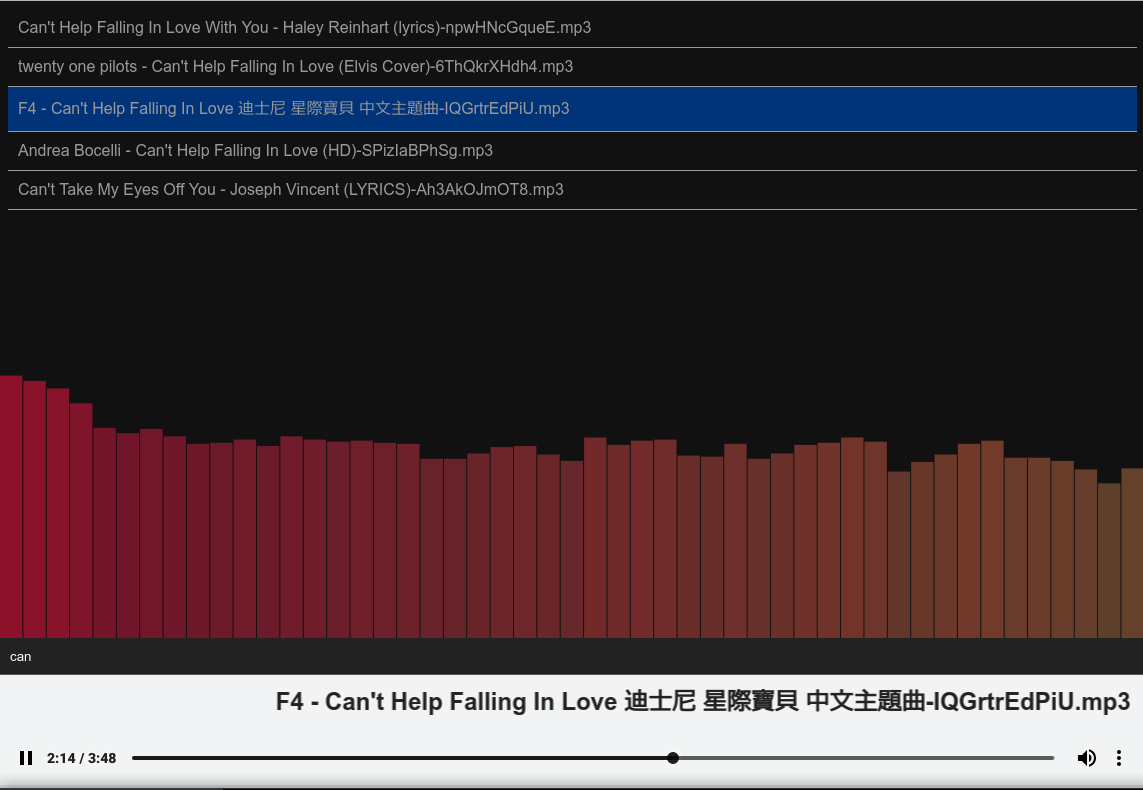 Can't Help Falling In Love With You - Haley Reinhart (lyrics)-npwHNcGqueE.mp3
twenty one pilots - Can't Help Falling In Love (Elvis Cover)-6ThQkrXHdh4.mp3
F4 - Can't Help Falling In Love 迪士尼 星際寶貝 中文主題曲-IQGrtrEdPiU.mp3
Andrea Bocelli - Can't Help Falling In Love (HD)-SPizIaBPhSg.mp3
Can't Take My Eyes Off You - Joseph Vincent (LYRICS)-Ah3AkOJmOT8.mp3
can
F4 - Can't Help Falling In Love 迪士尼 星際寶貝 中文主題曲-IQGrtrEdPiU.mp3
2:14 / 3:48